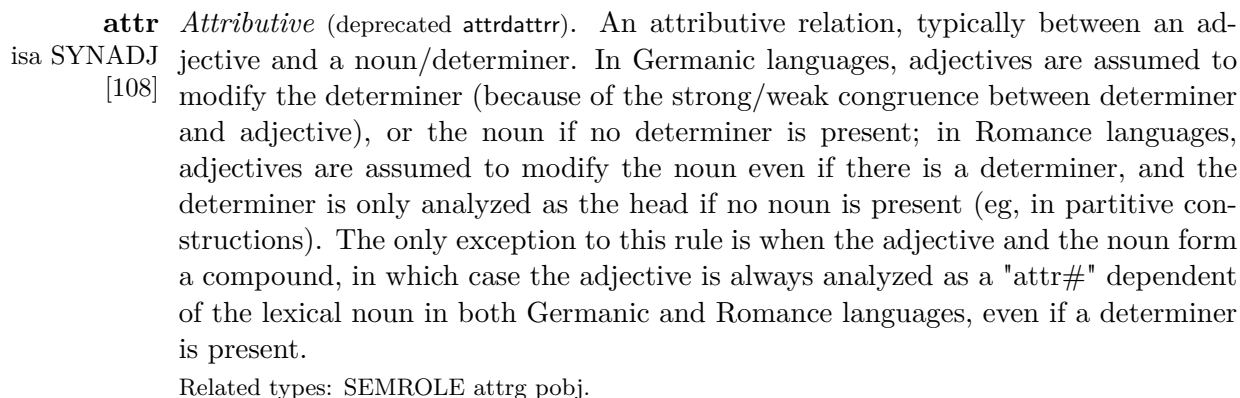 attr Attributive (deprecated attrdattrr). An attributive relation, typically between an ad-
isa SYNADJ jective and a noun/determiner. In Germanic languages, adjectives are assumed to
[108] modify the determiner (because of the strong/weak congruence between determiner
and adjective), or the noun if no determiner is present; in Romance languages,
adjectives are assumed to modify the noun even if there is a determiner, and the
determiner is only analyzed as the head if no noun is present (eg, in partitive con-
structions). The only exception to this rule is when the adjective and the noun form
a compound, in which case the adjective is always analyzed as a "attr#" dependent
of the lexical noun in both Germanic and Romance languages, even if a determiner
is present.
Related types: SEMROLE attrg pobj.